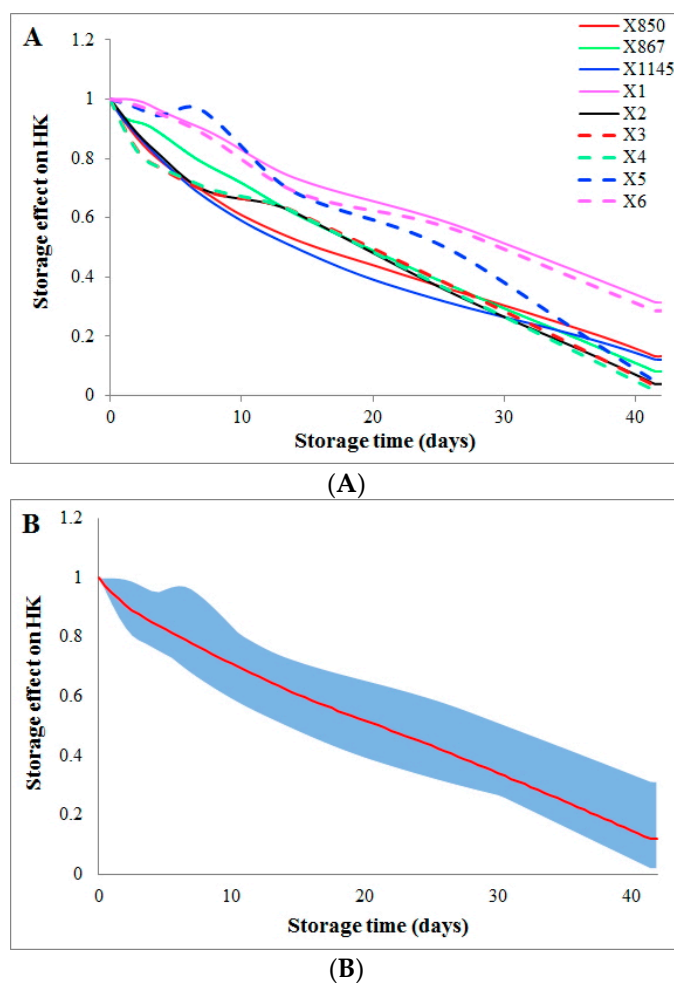 A
1.2
1
0.8
0.6
0.4
0.2
0
Storage effect on HK
0 10 20 30 40
Storage time (days)
X850
X867
X1145
X1
X2
X3
X4
X5
X6
(A)
B
1.2
1
0.8
0.6
0.4
0.2
0
Storage effect on HK
0 10 20 30 40
Storage time (days)
(B)